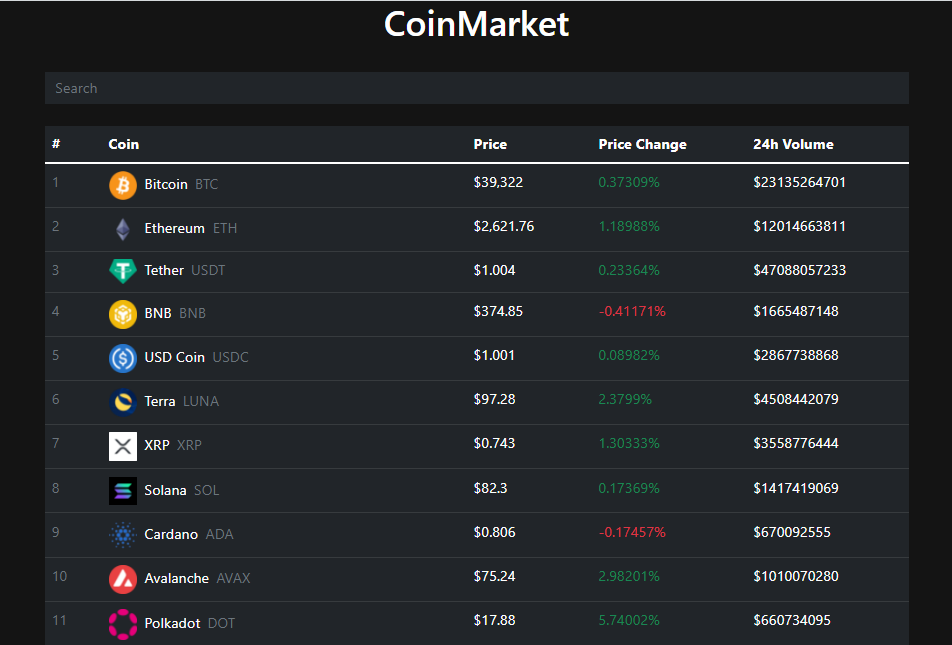 CoinMarket
Search
# Coin Price Price Change 24h Volume
1 Bitcoin BTC $39,322 0.37309% $23135264701
2 Ethereum ETH $2,621.76 1.18988% $12014663811
3 Tether USDT $1.004 0.23364% $47088057233
4 BNB BNB $374.85 -0.41171% $1665487148
5 USD Coin USDC $1.001 0.08982% $2867738868
6 Terra LUNA $97.28 2.3799% $4508442079
7 XRP XRP $0.743 1.30333% $3558776444
8 Solana SOL $82.3 0.17369% $1417419069
9 Cardano ADA $0.806 -0.17457% $670092555
10 Avalanche AVAX $75.24 2.98201% $1010070280
11 Polkadot DOT $17.88 5.74002% $660734095